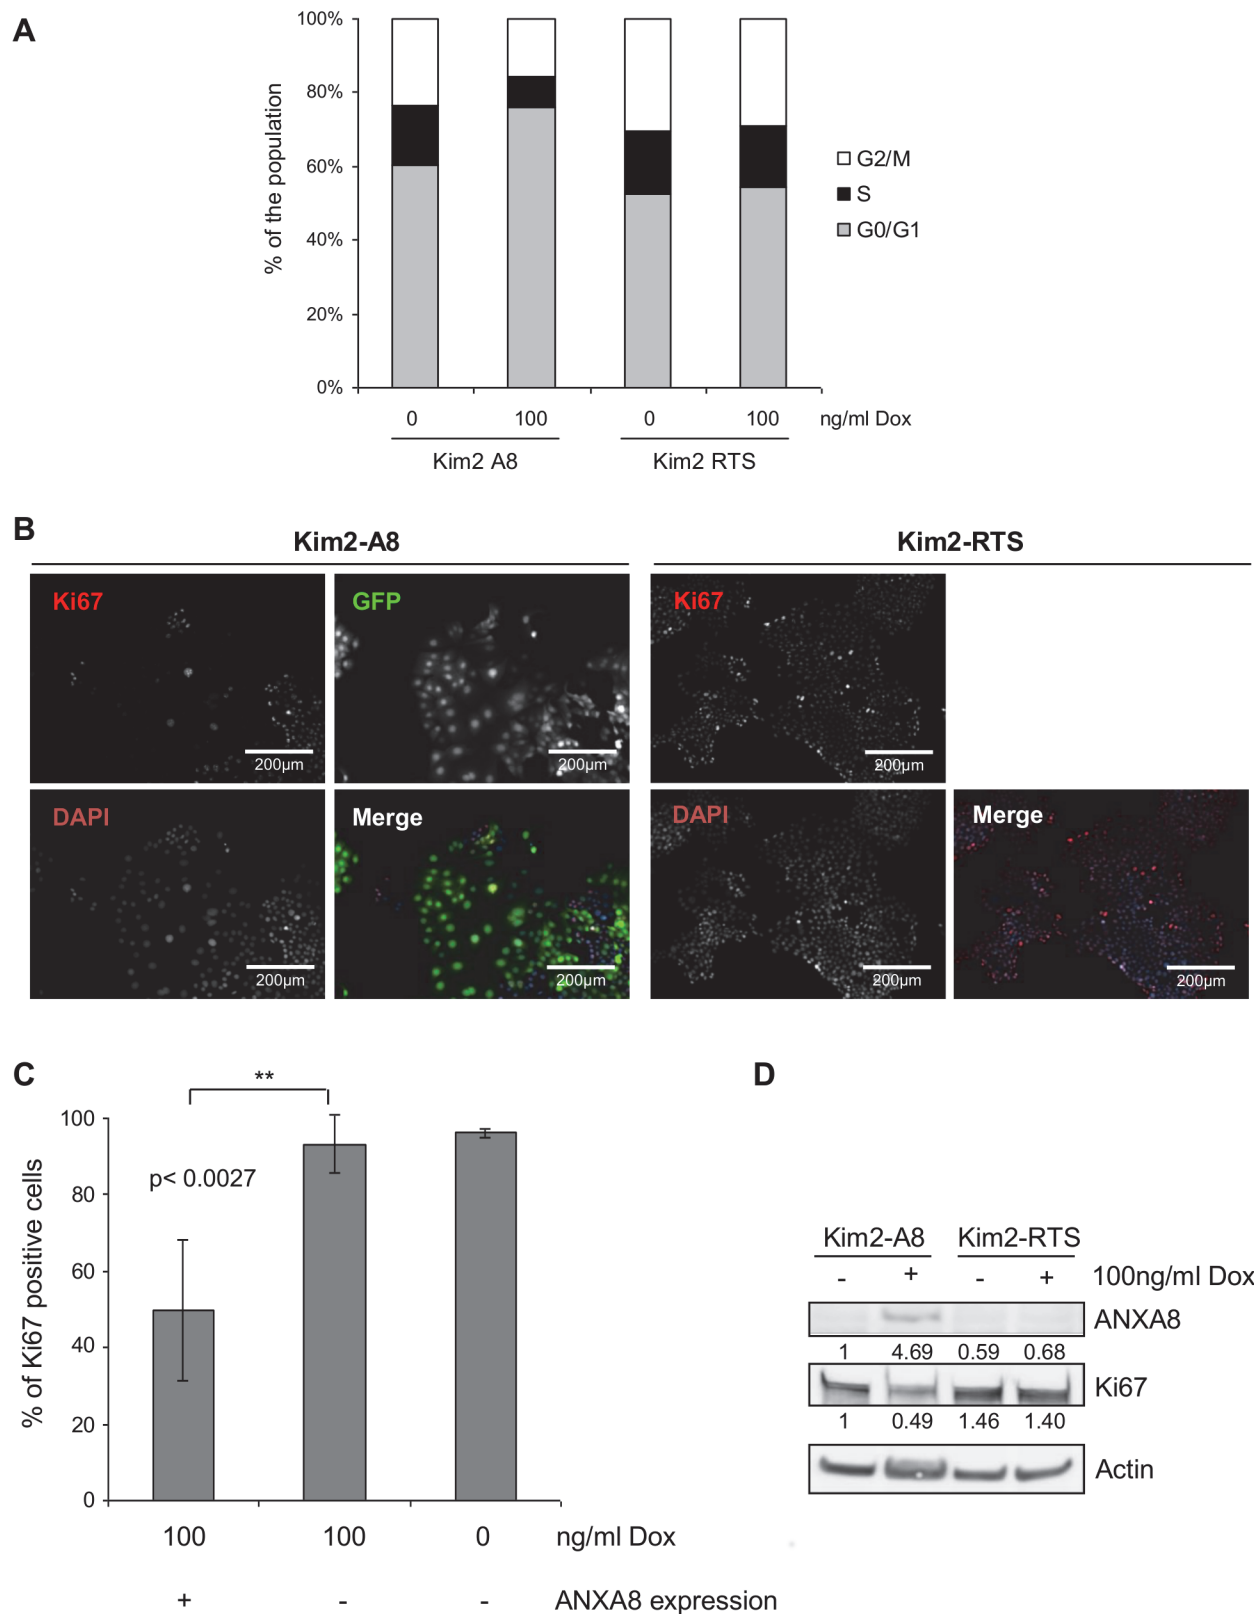 A
100%
80%
60%
40%
20%
0%
% of the population
G2/M
S
G0/G1
0 100 0 100 ng/ml Dox
Kim2 A8 Kim2 RTS
B
Kim2-A8 Kim2-RTS
Ki67 GFP Ki67
200µm 200µm 200µm
DAPI Merge DAPI Merge
200µm 200µm 200µm 200µm
C
**
100
80
60
40
20
0
% of Ki67 positive cells
p< 0.0027
100 100 0 ng/ml Dox
+ - - ANXA8 expression
D
Kim2-A8 Kim2-RTS
- + - + 100ng/ml Dox
ANXA8
1 4.69 0.59 0.68
Ki67
1 0.49 1.46 1.40
Actin